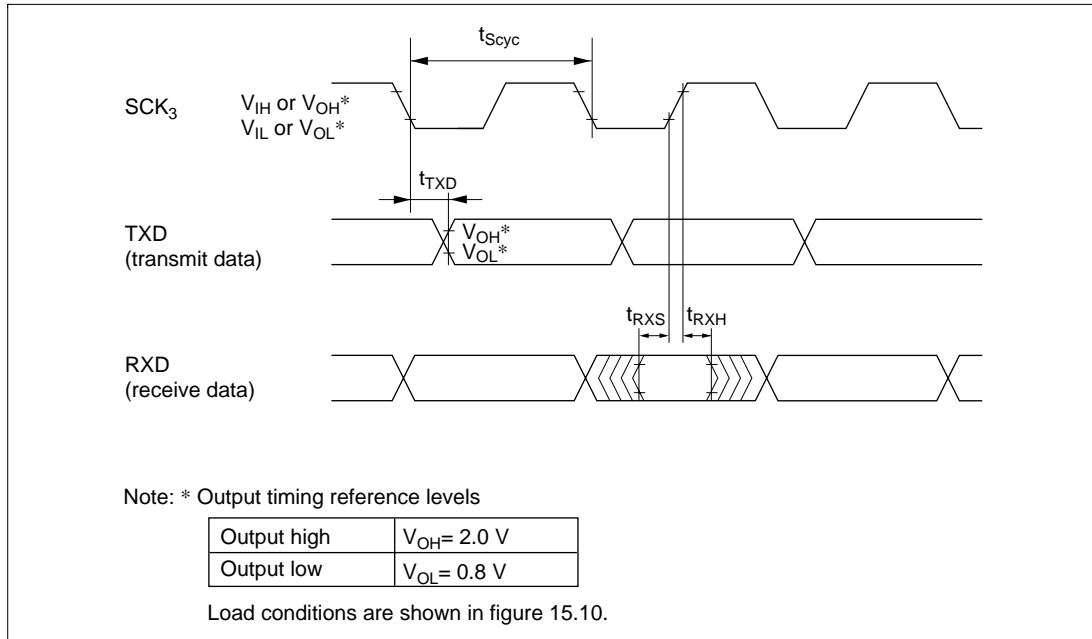 tScyc
SCK3
VIH or VOH*
VIL or VOL*
tTXD
TXD
(transmit data)
VOH*
VOL*
tRXS
tRXH
RXD
(receive data)
Note: * Output timing reference levels
Output high VOH= 2.0 V
Output low VOL= 0.8 V
Load conditions are shown in figure 15.10.